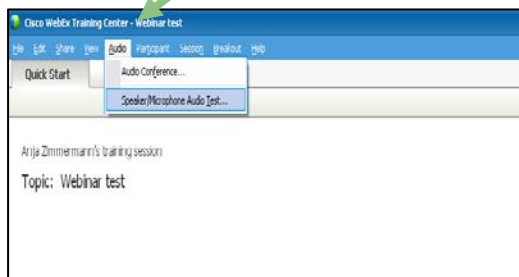 Cisco WebEx Training Center - Webinar test
File Edit Share View Audio Participant Session Breakout Help
Quick Start
Audio Conference...
Speaker/Microphone Audio Test...
Anja Zimmermann's training session
Topic: Webinar test